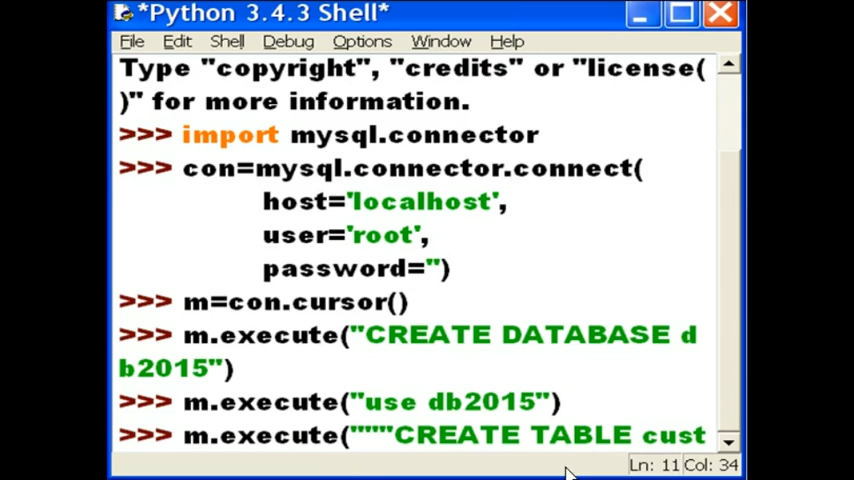 *Python 3.4.3 Shell*
File Edit Shell Debug Options Window Help
Type "copyright", "credits" or "license(
)" for more information.
>>> import mysql.connector
>>> con=mysql.connector.connect(
host='localhost',
user='root',
password='')
>>> m=con.cursor()
>>> m.execute("CREATE DATABASE d
b2015")
>>> m.execute("use db2015")
>>> m.execute("""CREATE TABLE cust
Ln: 11 Col: 34